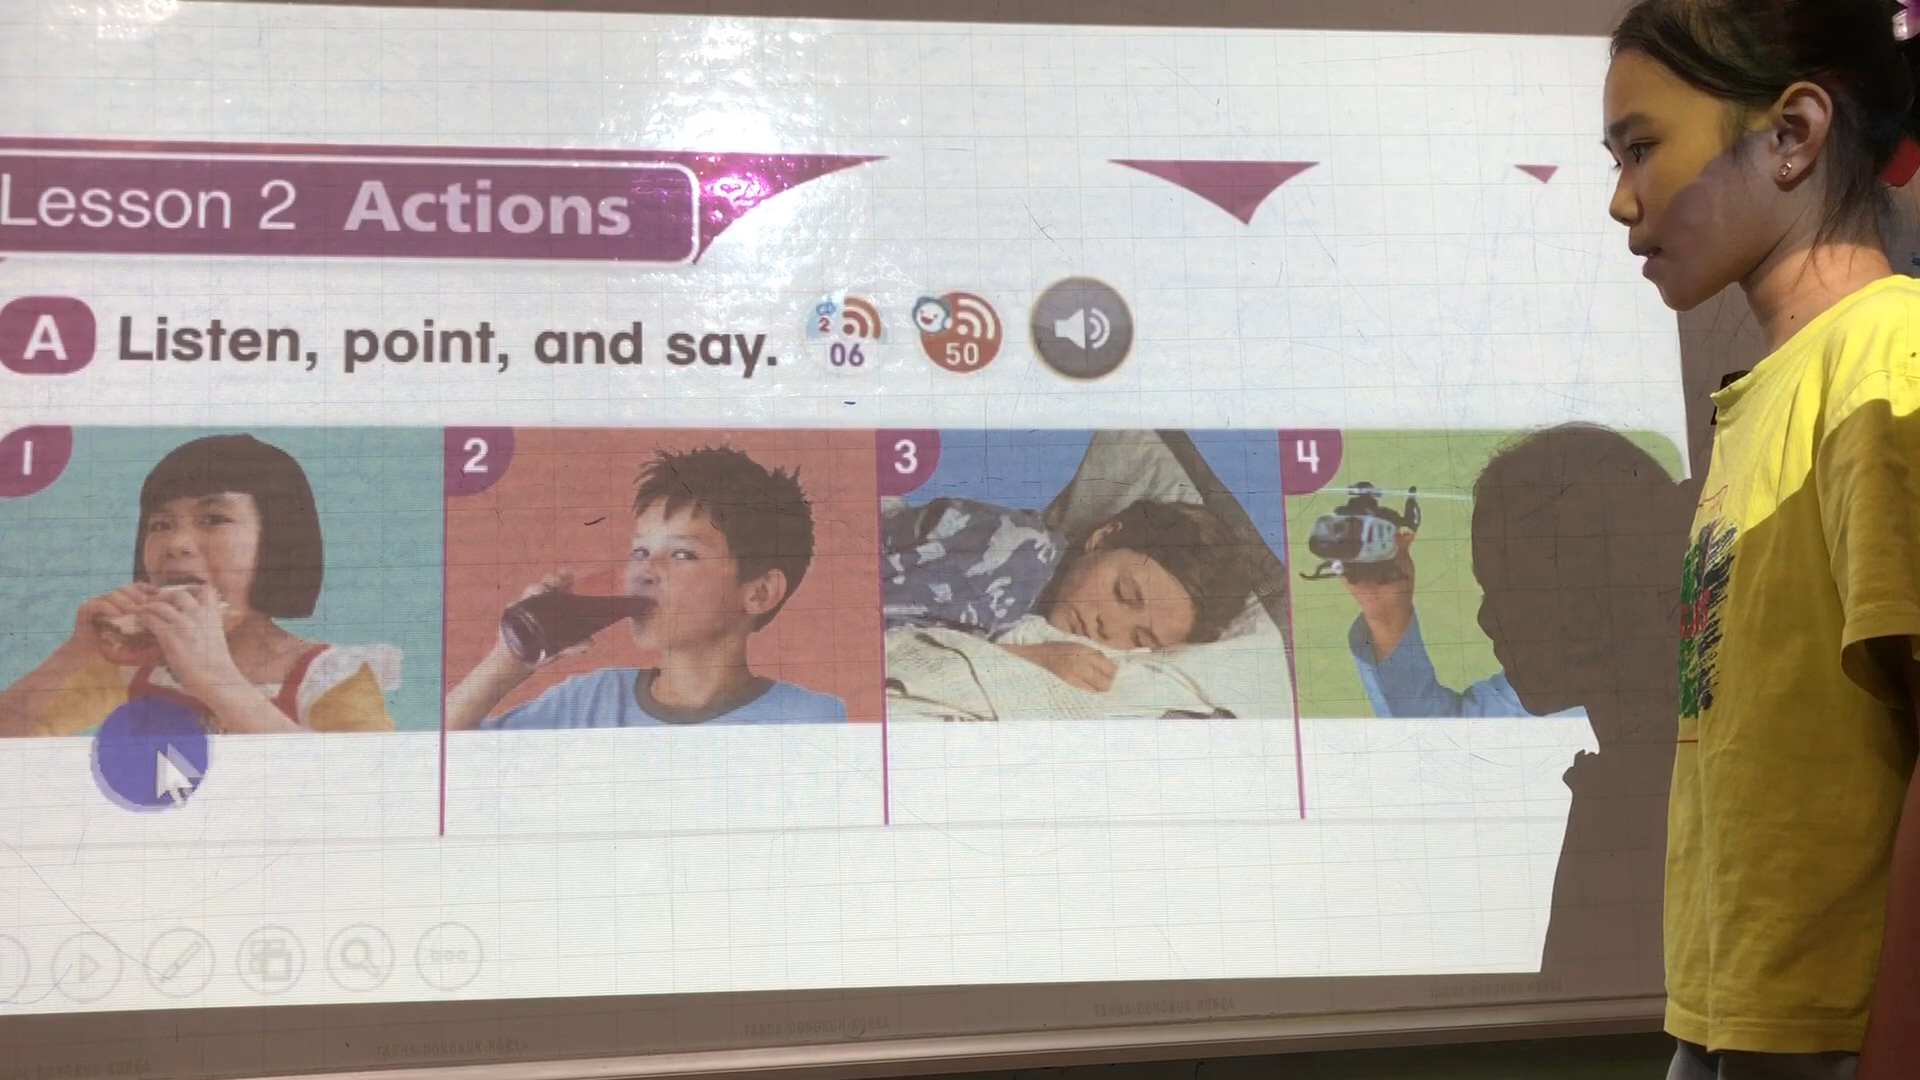 Lesson 2 Actions
A Listen, point, and say. 2 06 50
1 2 3 4